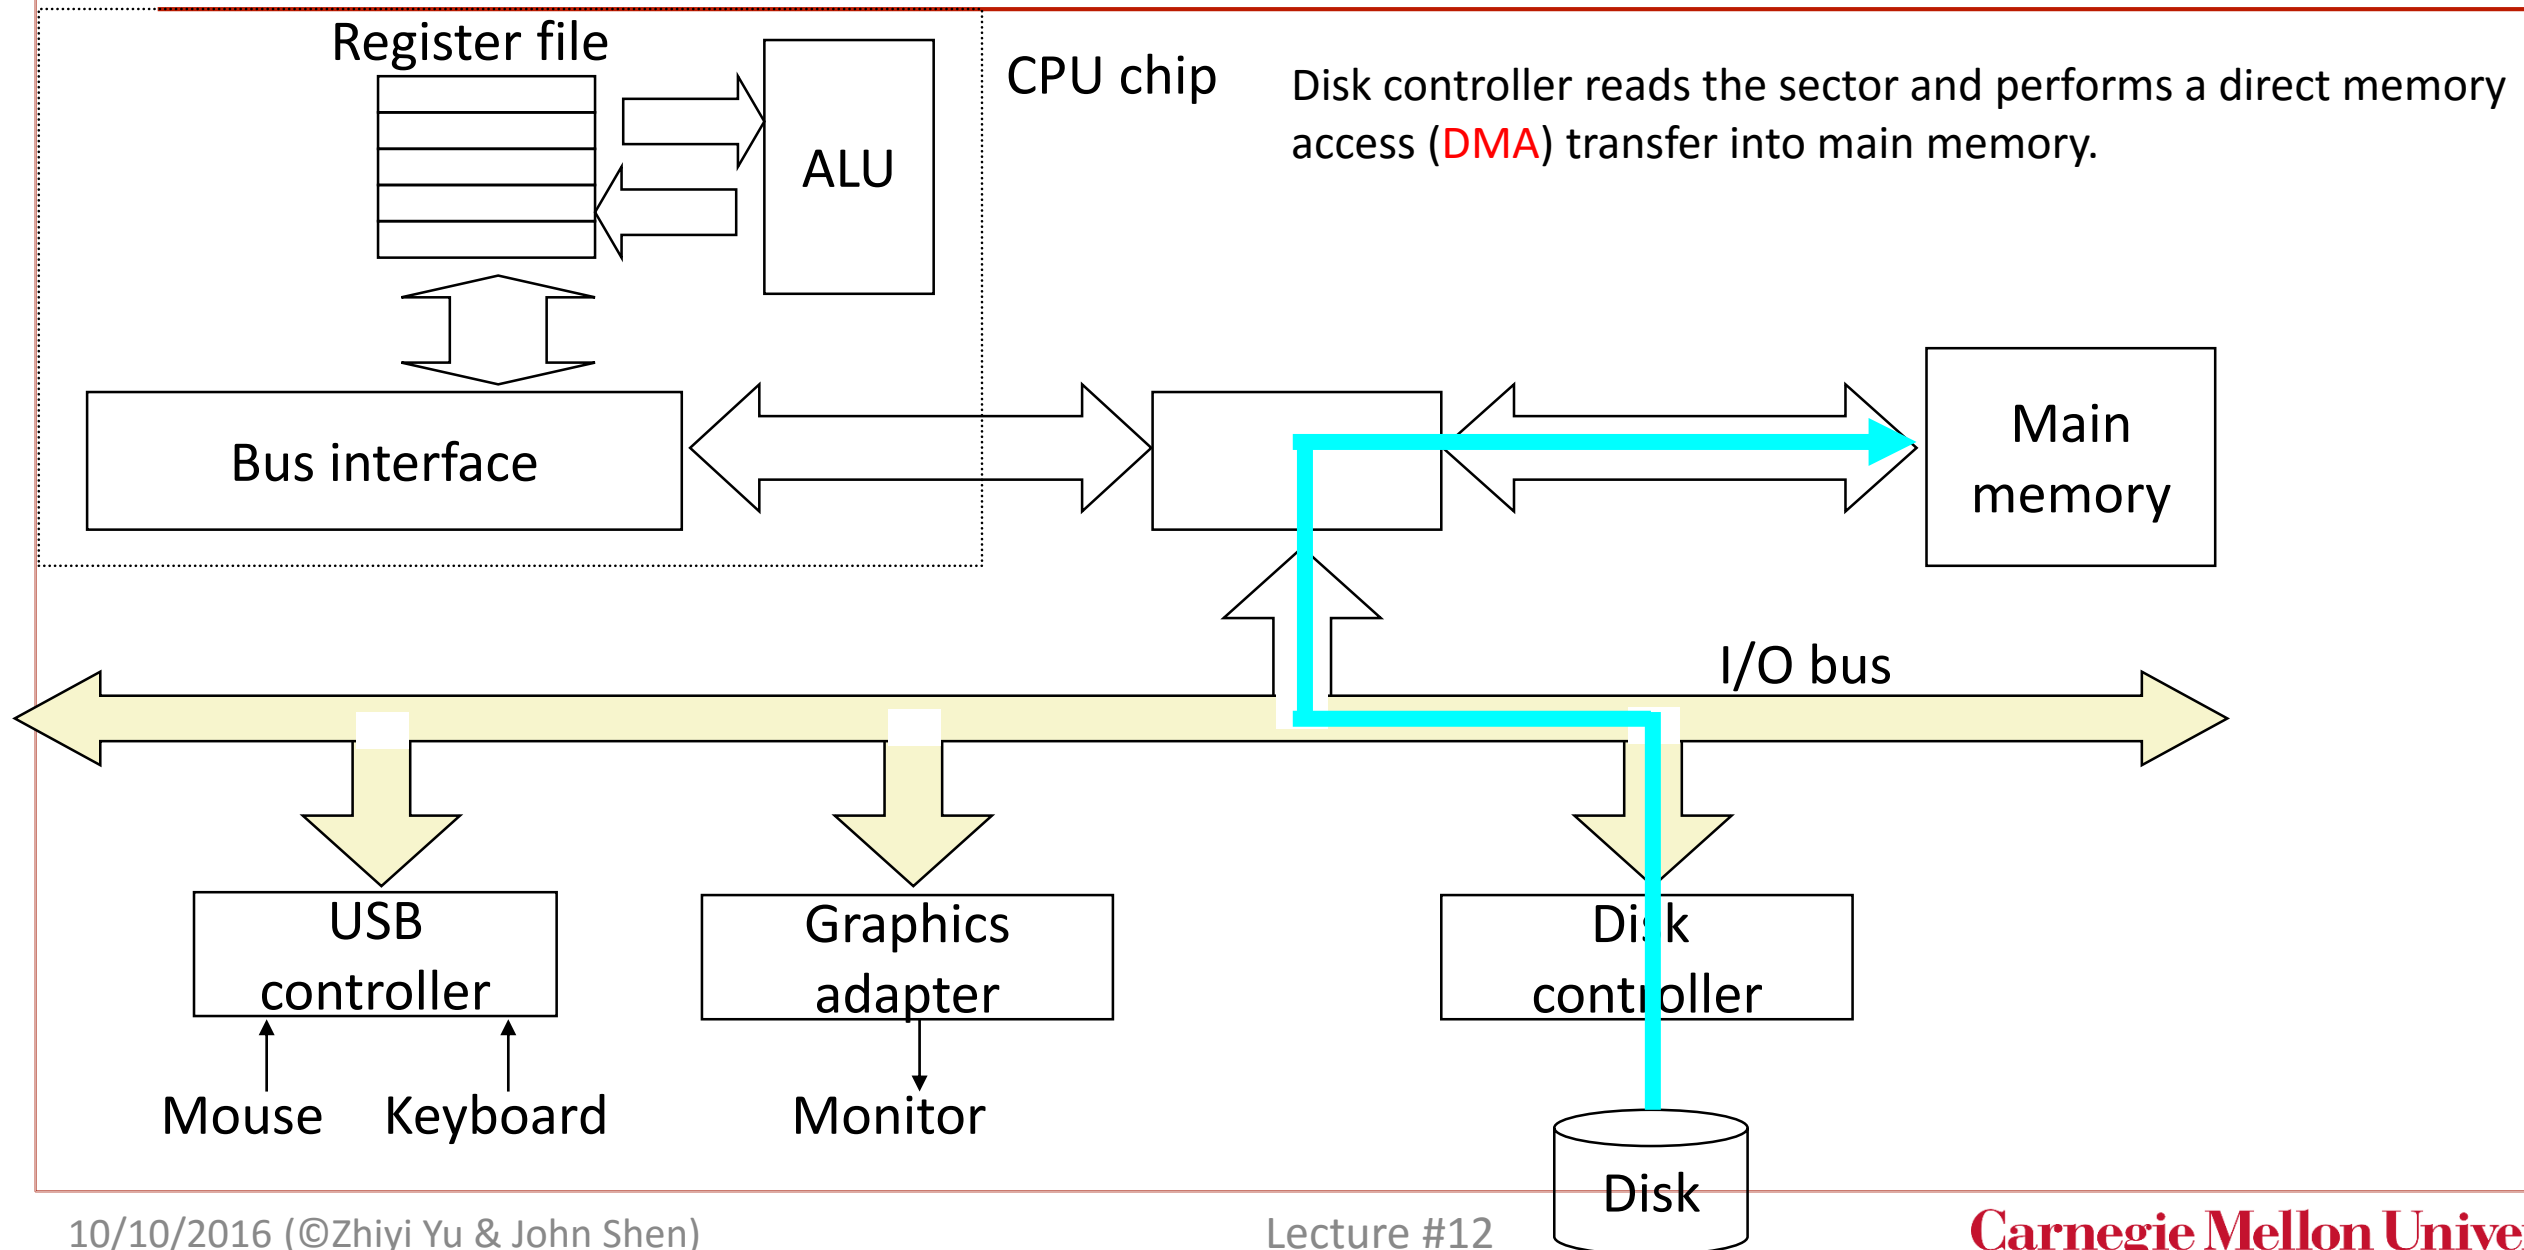 Register file
CPU chip
Disk controller reads the sector and performs a direct memory
access (DMA) transfer into main memory.
ALU
Bus interface
Main
memory
I/O bus
USB
controller
Graphics
adapter
Disk
controller
Mouse
Keyboard
Monitor
Disk
10/10/2016 (©Zhiyi Yu & John Shen)
Lecture #12
Carnegie Mellon Unive